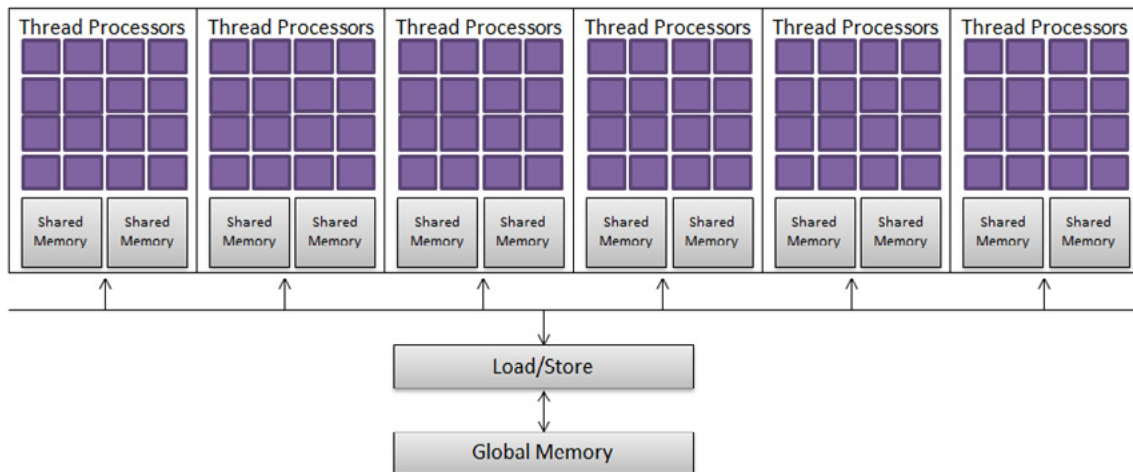 Thread Processors Thread Processors Thread Processors Thread Processors Thread Processors Thread Processors
Shared Shared Shared Shared Shared Shared Shared Shared Shared Shared Shared Shared
Memory Memory Memory Memory Memory Memory Memory Memory Memory Memory Memory Memory
Load/Store
Global Memory